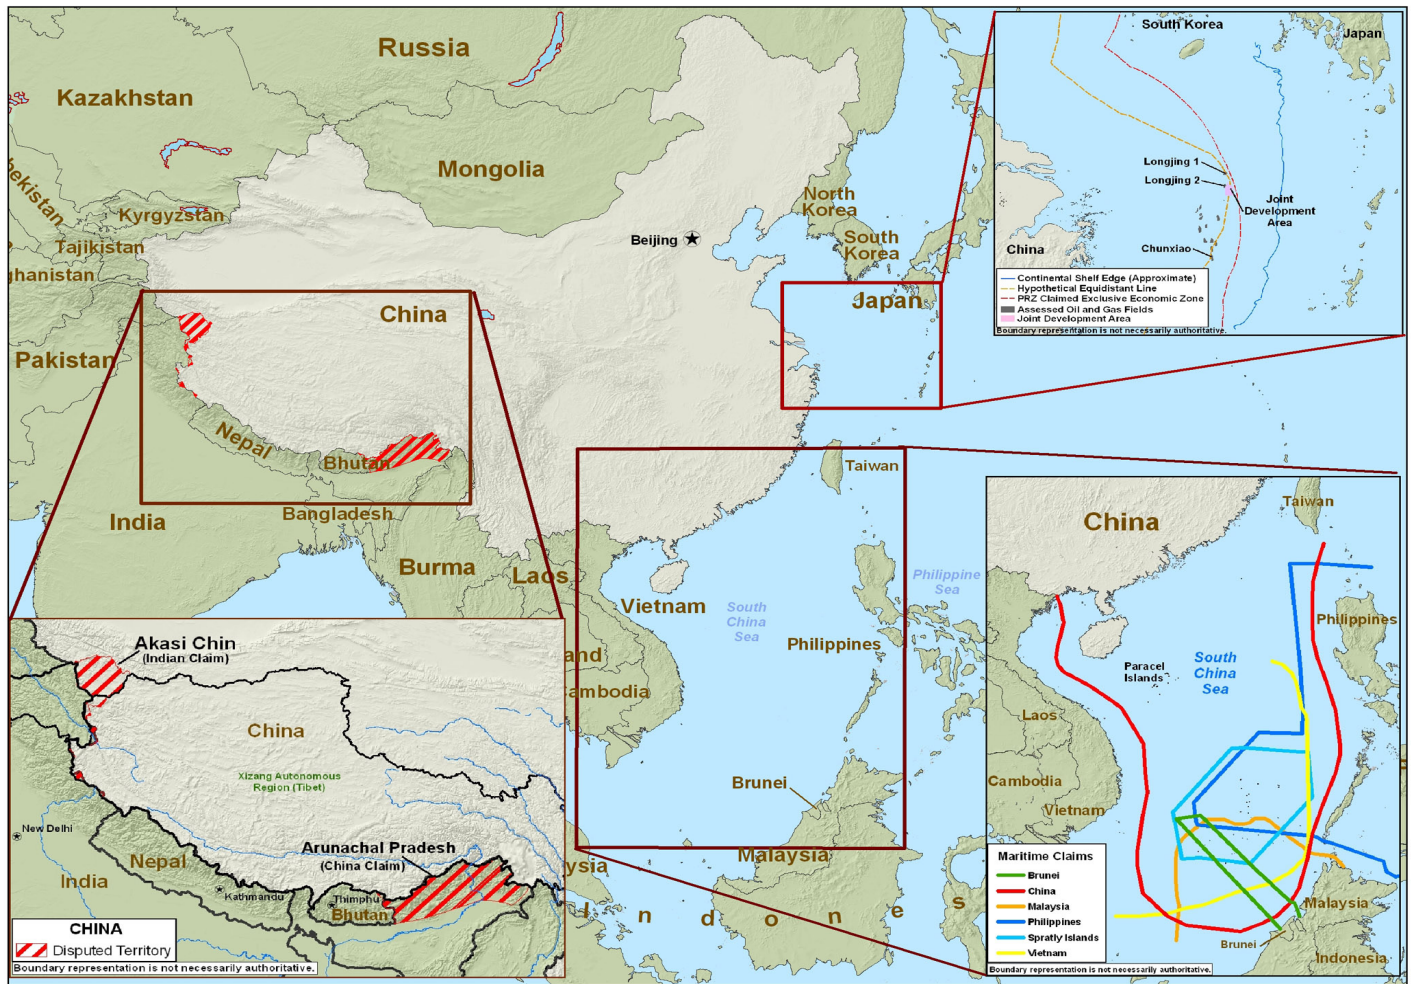 Russia
Kazakhstan
Mongolia
bekistan
Kyrgyzstan
Tajikistan
ghanistan
North
Korea
South
Korea
Beijing
Japan
China
Pakistan
Nepal
Bhutan
India
Bangladesh
Burma
Laos
Vietnam
Taiwan
South
China
Sea
Philippine
Sea
Philippines
and
ambodia
Brunei
Malaysia
ysia
I n d o n e s
South Korea
Japan
Longjing 1
Longjing 2
Joint
Development
Area
China
Chunxiao
Continental Shelf Edge (Approximate)
Hypothetical Equidistant Line
PRZ Claimed Exclusive Economic Zone
Assessed Oil and Gas Fields
Joint Development Area
Boundary representation is not necessarily authoritative.
Akasi Chin
(Indian Claim)
China
Xizang Autonomous
Region (Tibet)
New Delhi
Arunachal Pradesh
(China Claim)
Nepal
India
Kathmandu
Thimphu
Bhutan
CHINA
Disputed Territory
Boundary representation is not necessarily authoritative.
China
Taiwan
Philippines
Paracel
Islands
South
China
Sea
Laos
Cambodia
Vietnam
Maritime Claims
Brunei
China
Malaysia
Philippines
Spratly Islands
Vietnam
Malaysia
Brunei
Indonesia
Boundary representation is not necessarily authoritative.